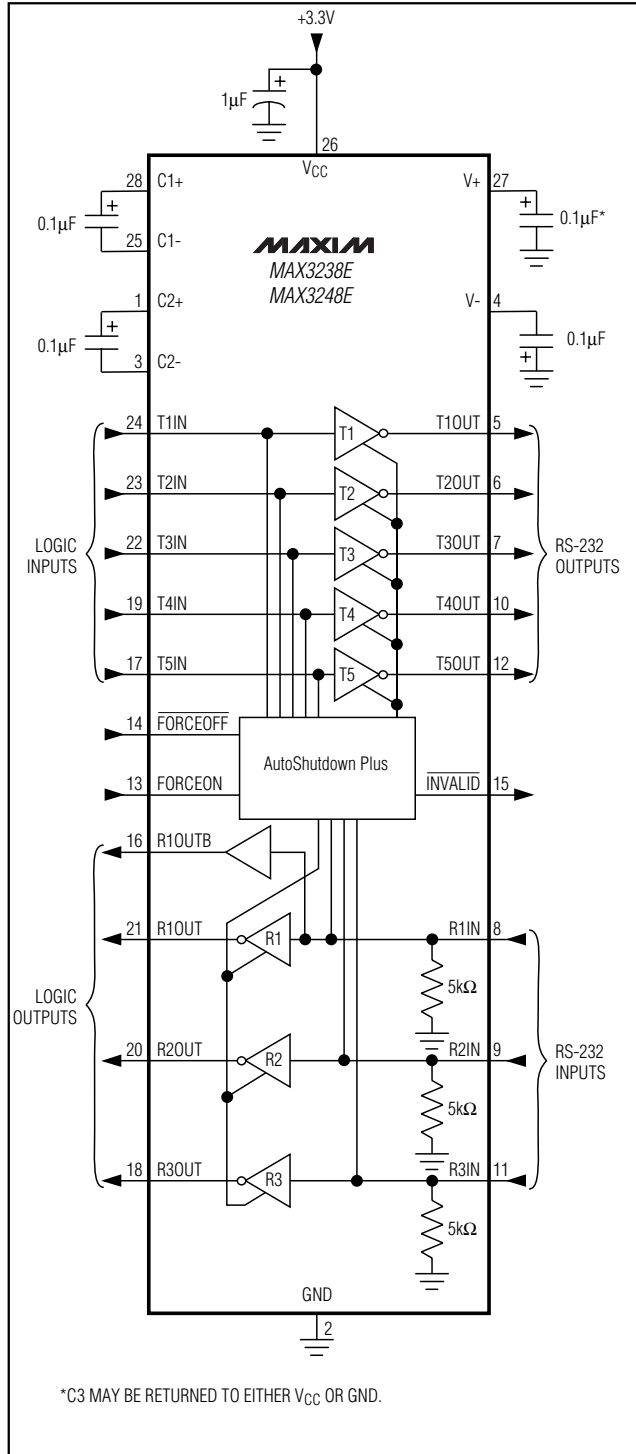 +3.3V
1µF
+
26
VCC
28 C1+
V+ 27
0.1µF
+
+
0.1µF*
25 C1-
MAXIM
MAX3238E
MAX3248E
1 C2+
V- 4
0.1µF
+
0.1µF
+
3 C2-
24 T1IN
T1
T1OUT 5
23 T2IN
T2
T2OUT 6
LOGIC
INPUTS
22 T3IN
T3
T3OUT 7
RS-232
OUTPUTS
19 T4IN
T4
T4OUT 10
17 T5IN
T5
T5OUT 12
14 FORCEOFF
AutoShutdown Plus
13 FORCEON
INVALID 15
16 R1OUTB
21 R1OUT
R1
R1IN 8
5kΩ
LOGIC
OUTPUTS
20 R2OUT
R2
R2IN 9
RS-232
INPUTS
5kΩ
18 R3OUT
R3
R3IN 11
5kΩ
GND
2
*C3 MAY BE RETURNED TO EITHER VCC OR GND.